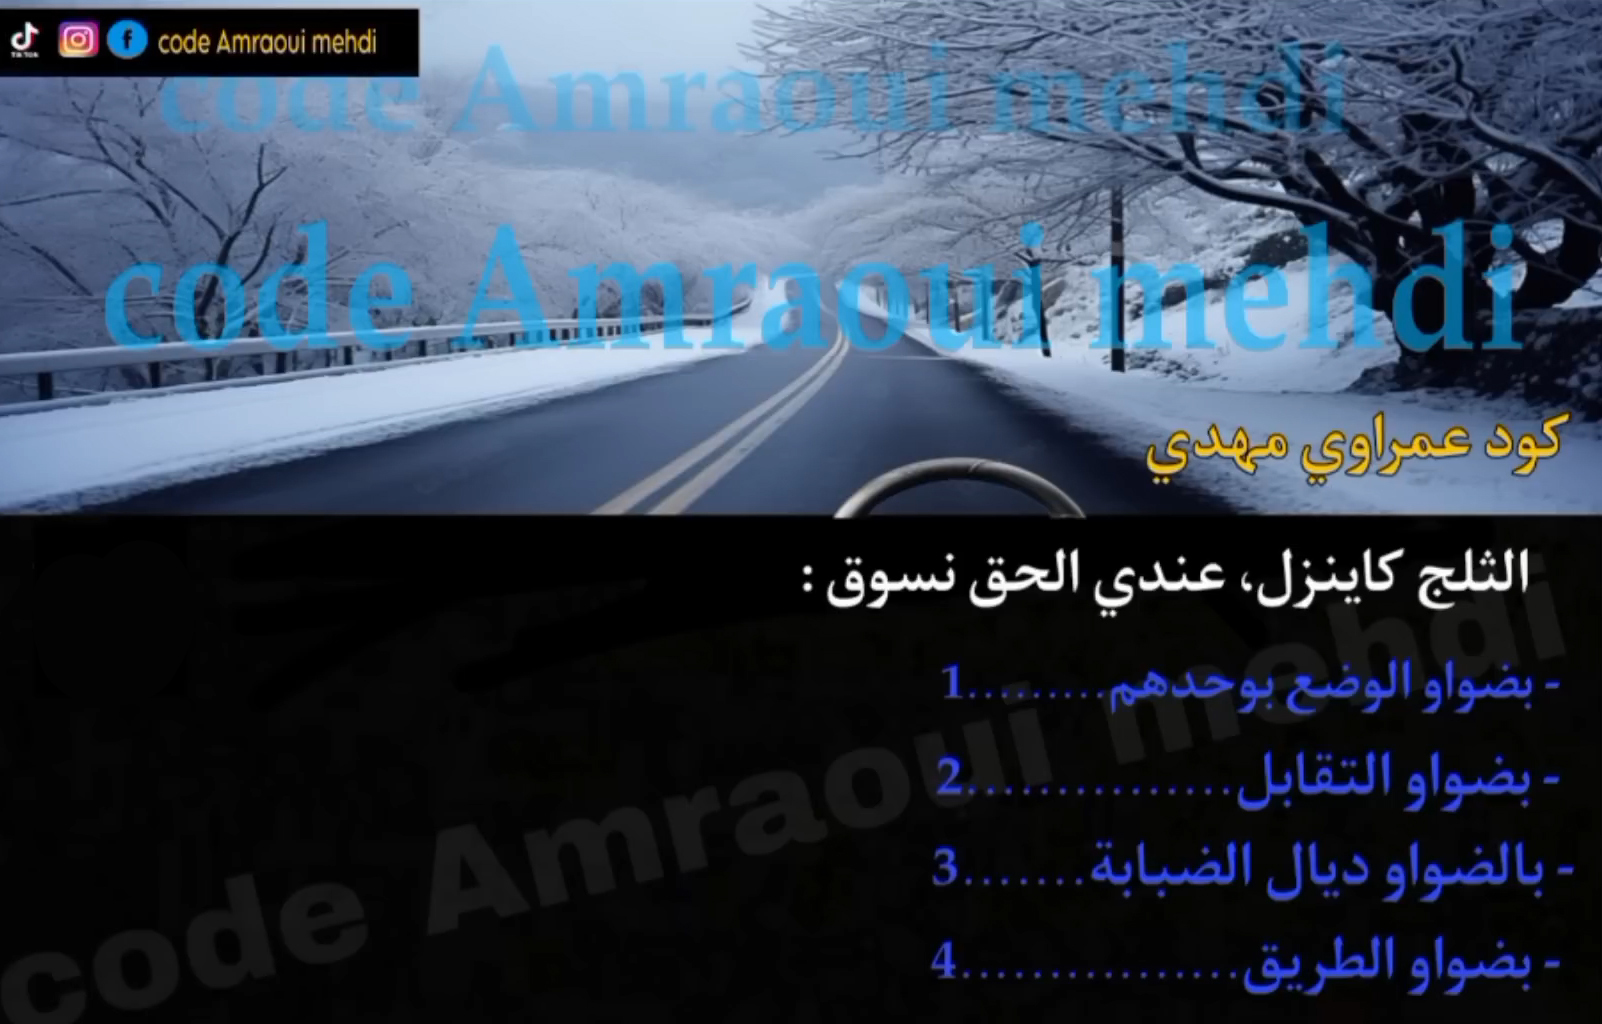 code Amraoui mehdi
code Amraoui mehdi
code Amraoui mehdi
كود عمراوي مهدي
الثلج كاينزل، عندي الحق نسوق :
- بضواو الوضع بوحدهم.........1
- بضواو التقابل...............2
- بالضواو ديال الضبابة.......3
- بضواو الطريق................4
code Amraoui mehdi